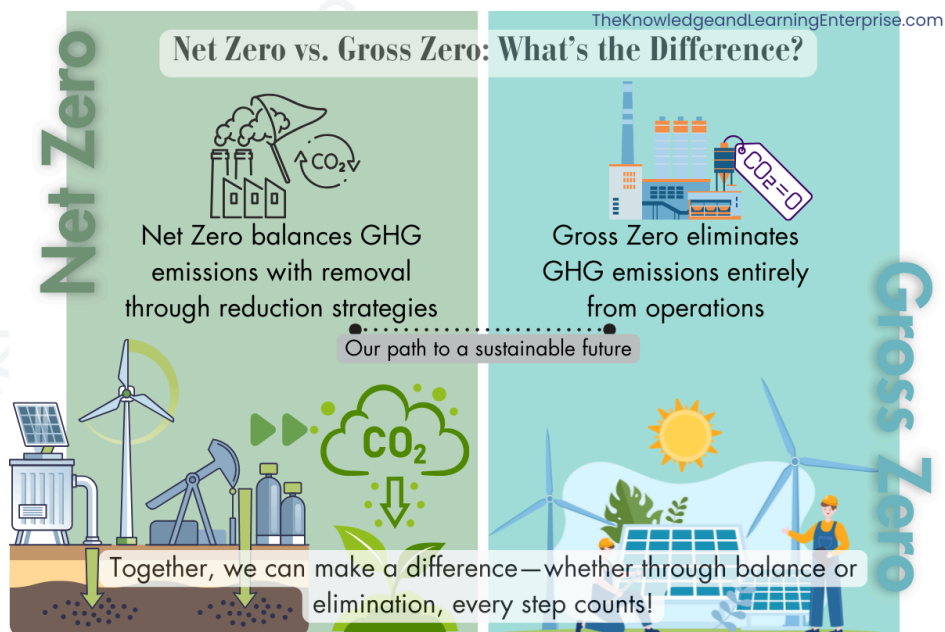 TheKnowledgeandLearningEnterprise.com
Net Zero vs. Gross Zero: What's the Difference?
Net Zero
CO₂
CO₂=0
Net Zero balances GHG
emissions with removal
through reduction strategies
Gross Zero eliminates
GHG emissions entirely
from operations
Gross Zero
Our path to a sustainable future
CO₂
Together, we can make a difference—whether through balance or
elimination, every step counts!